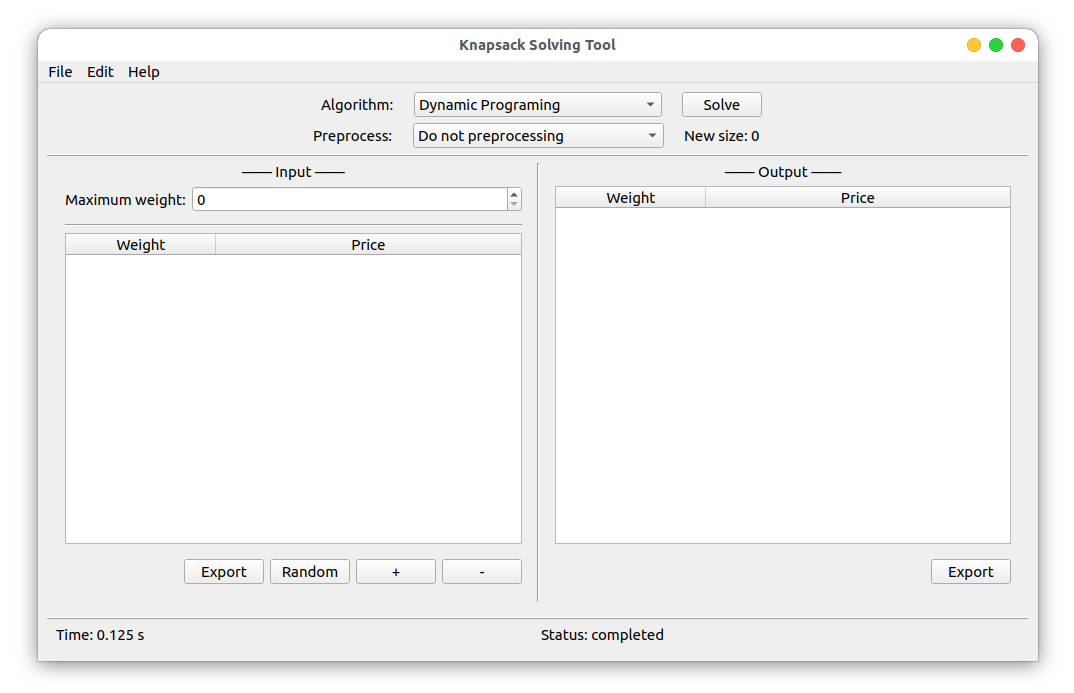 Knapsack Solving Tool
File Edit Help
Algorithm: Dynamic Programing Solve
Preprocess: Do not preprocessing New size: 0
—— Input ——
Maximum weight: 0
Weight Price
Export Random + -
—— Output ——
Weight Price
Export
Time: 0.125 s
Status: completed